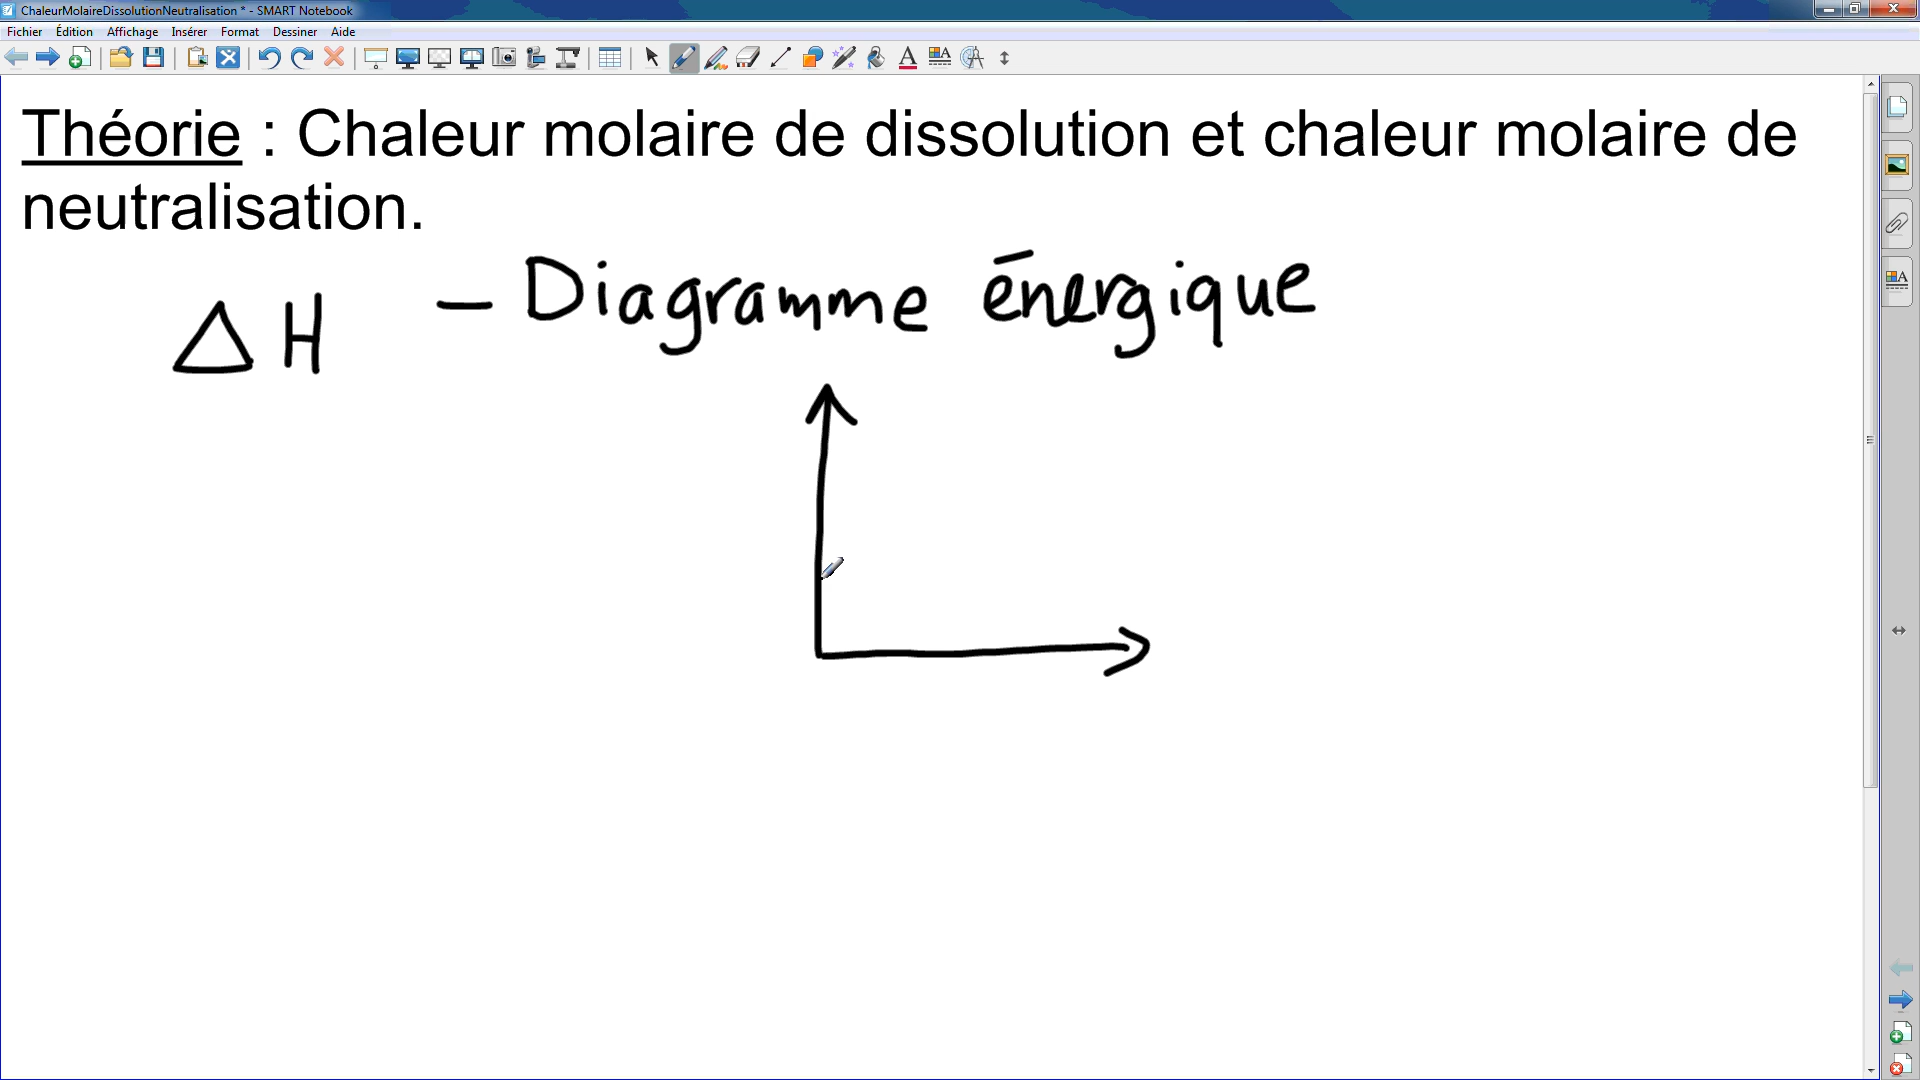 ChaleurMolaireDissolutionNeutralisation * - SMART Notebook
Fichier Édition Affichage Insérer Format Dessiner Aide
Théorie : Chaleur molaire de dissolution et chaleur molaire de
neutralisation.
Δ H – Diagramme énergique